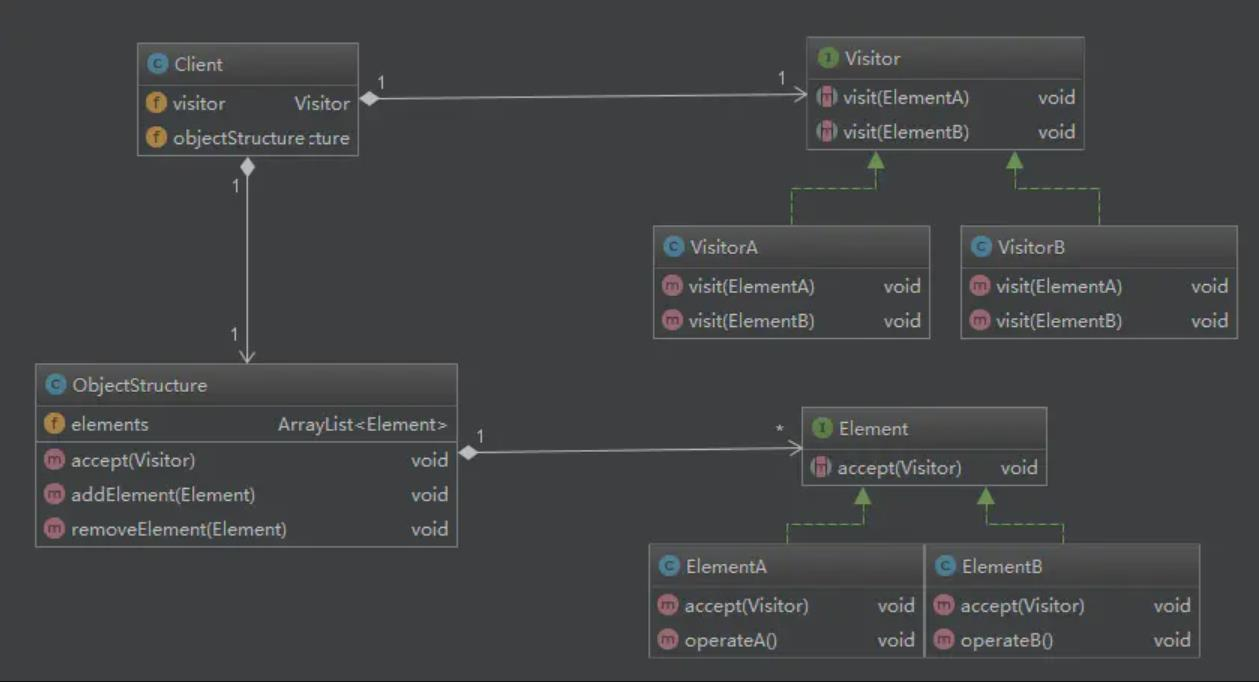 Client
visitor Visitor
objectStructure cture
1
1
1
1
Visitor
visit(ElementA) void
visit(ElementB) void
VisitorA
visit(ElementA) void
visit(ElementB) void
VisitorB
visit(ElementA) void
visit(ElementB) void
ObjectStructure
elements ArrayList<Element>
accept(Visitor) void
addElement(Element) void
removeElement(Element) void
1
*
Element
accept(Visitor) void
ElementA
accept(Visitor) void
operateA() void
ElementB
accept(Visitor) void
operateB() void